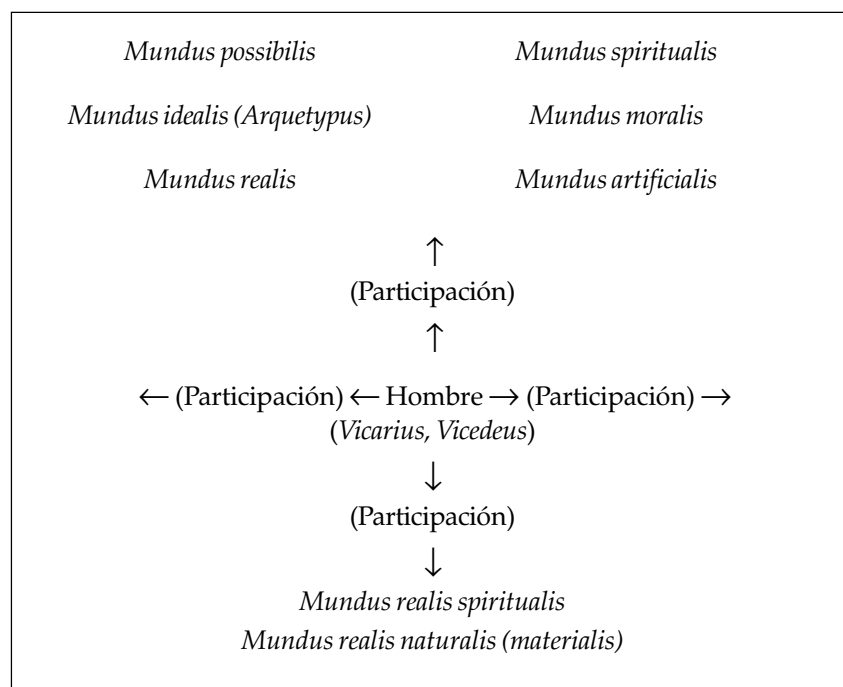 Mundus possibilis Mundus spiritualis
Mundus idealis (Arquetypus) Mundus moralis
Mundus realis Mundus artificialis
↑
(Participación)
↑
← (Participación) ← Hombre → (Participación) →
(Vicarius, Vicedeus)
↓
(Participación)
↓
Mundus realis spiritualis
Mundus realis naturalis (materialis)